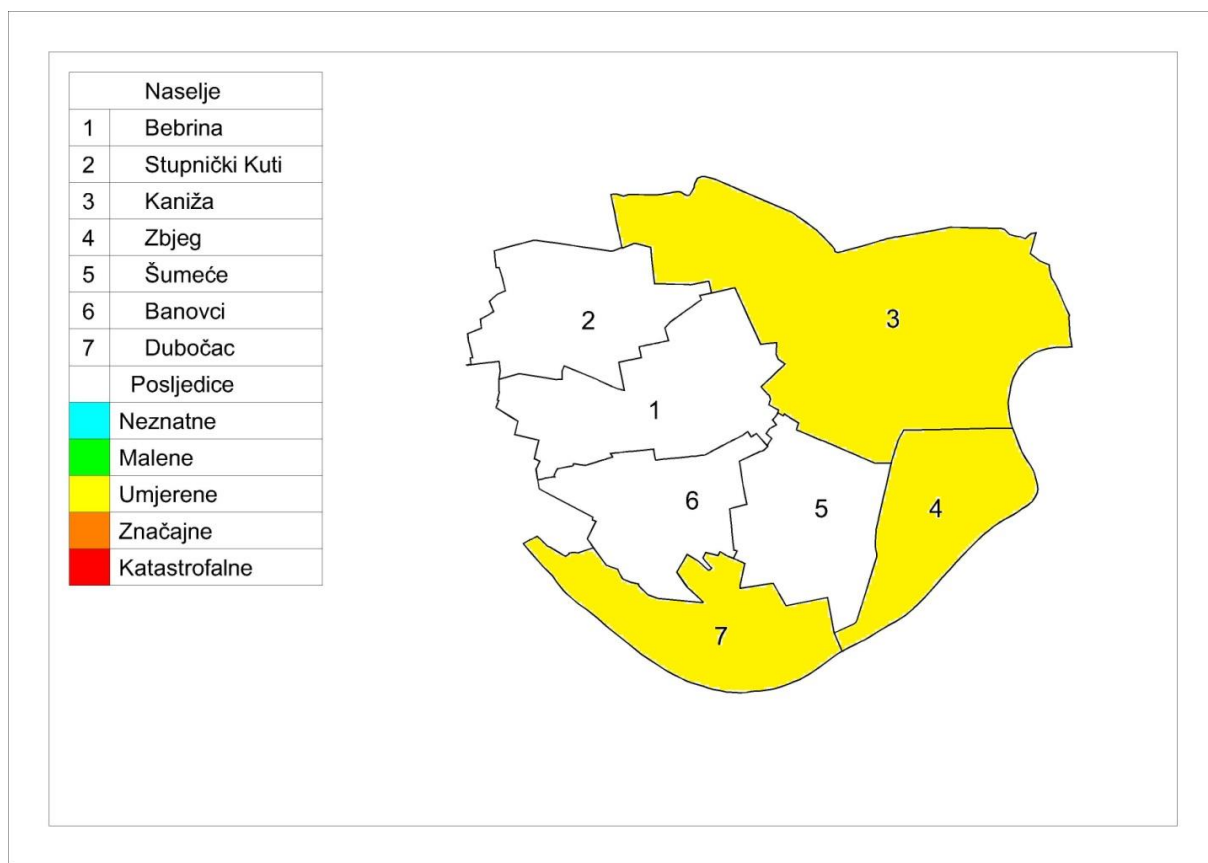 Naselje
1 Bebrina
2 Stupnički Kuti
3 Kaniža
4 Zbjeg
5 Šumeće
6 Banovci
7 Dubočac
Posljedice
Neznatne
Malene
Umjerene
Značajne
Katastrofalne
2
3
1
6
5
4
7